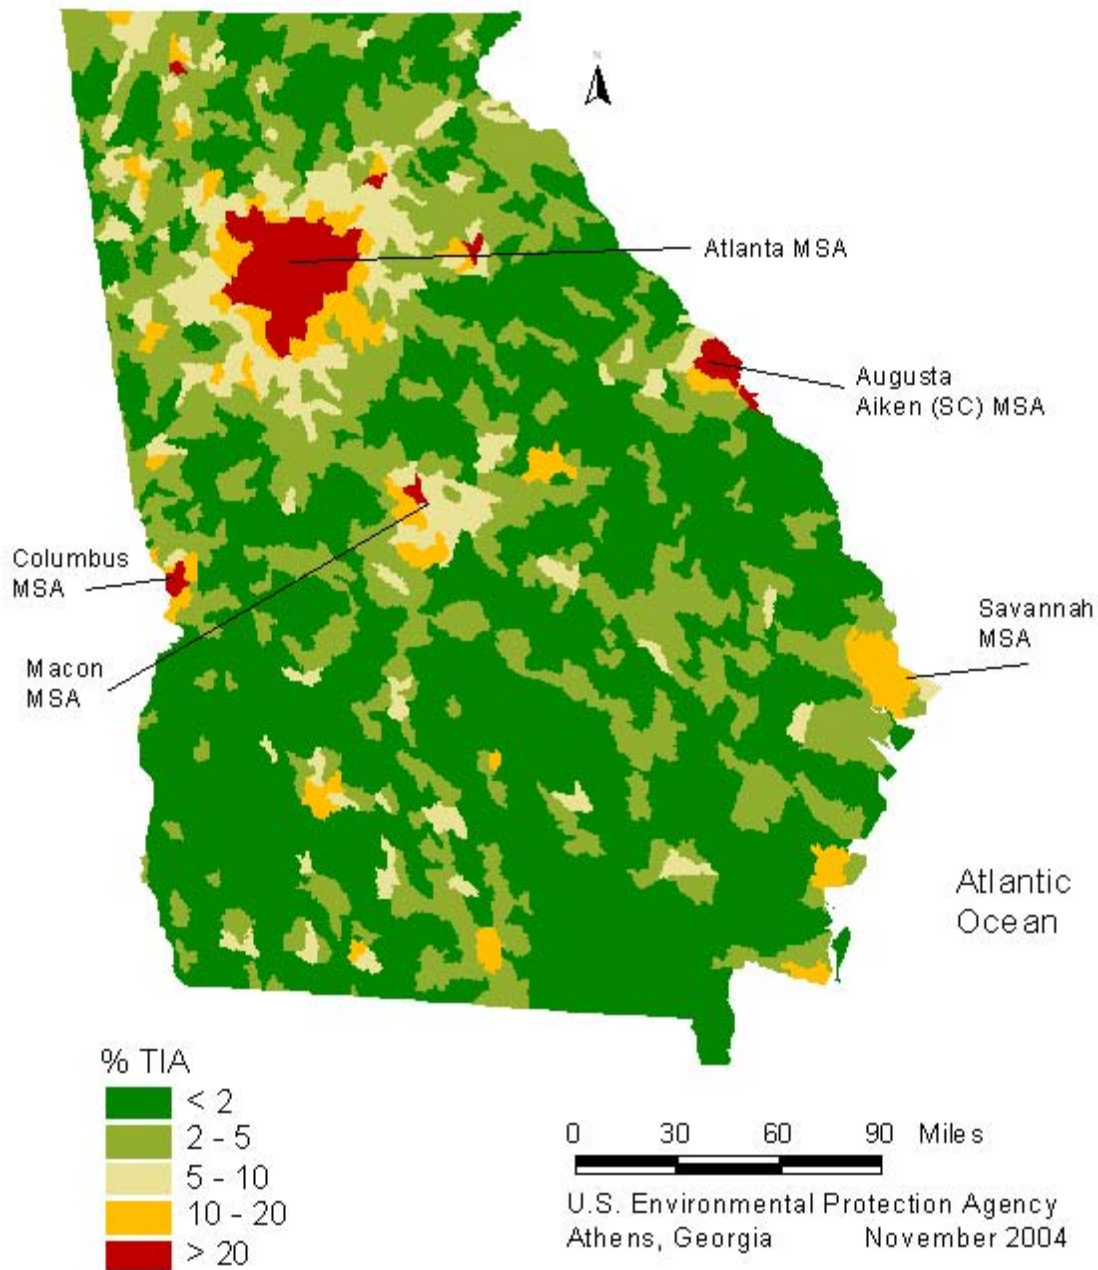 Atlanta MSA
Augusta
Aiken (SC) MSA
Columbus
MSA
Savannah
MSA
Macon
MSA
Atlantic
Ocean
% TIA
< 2
2 - 5
5 - 10
10 - 20
> 20
0 30 60 90 Miles
U.S. Environmental Protection Agency
Athens, Georgia November 2004